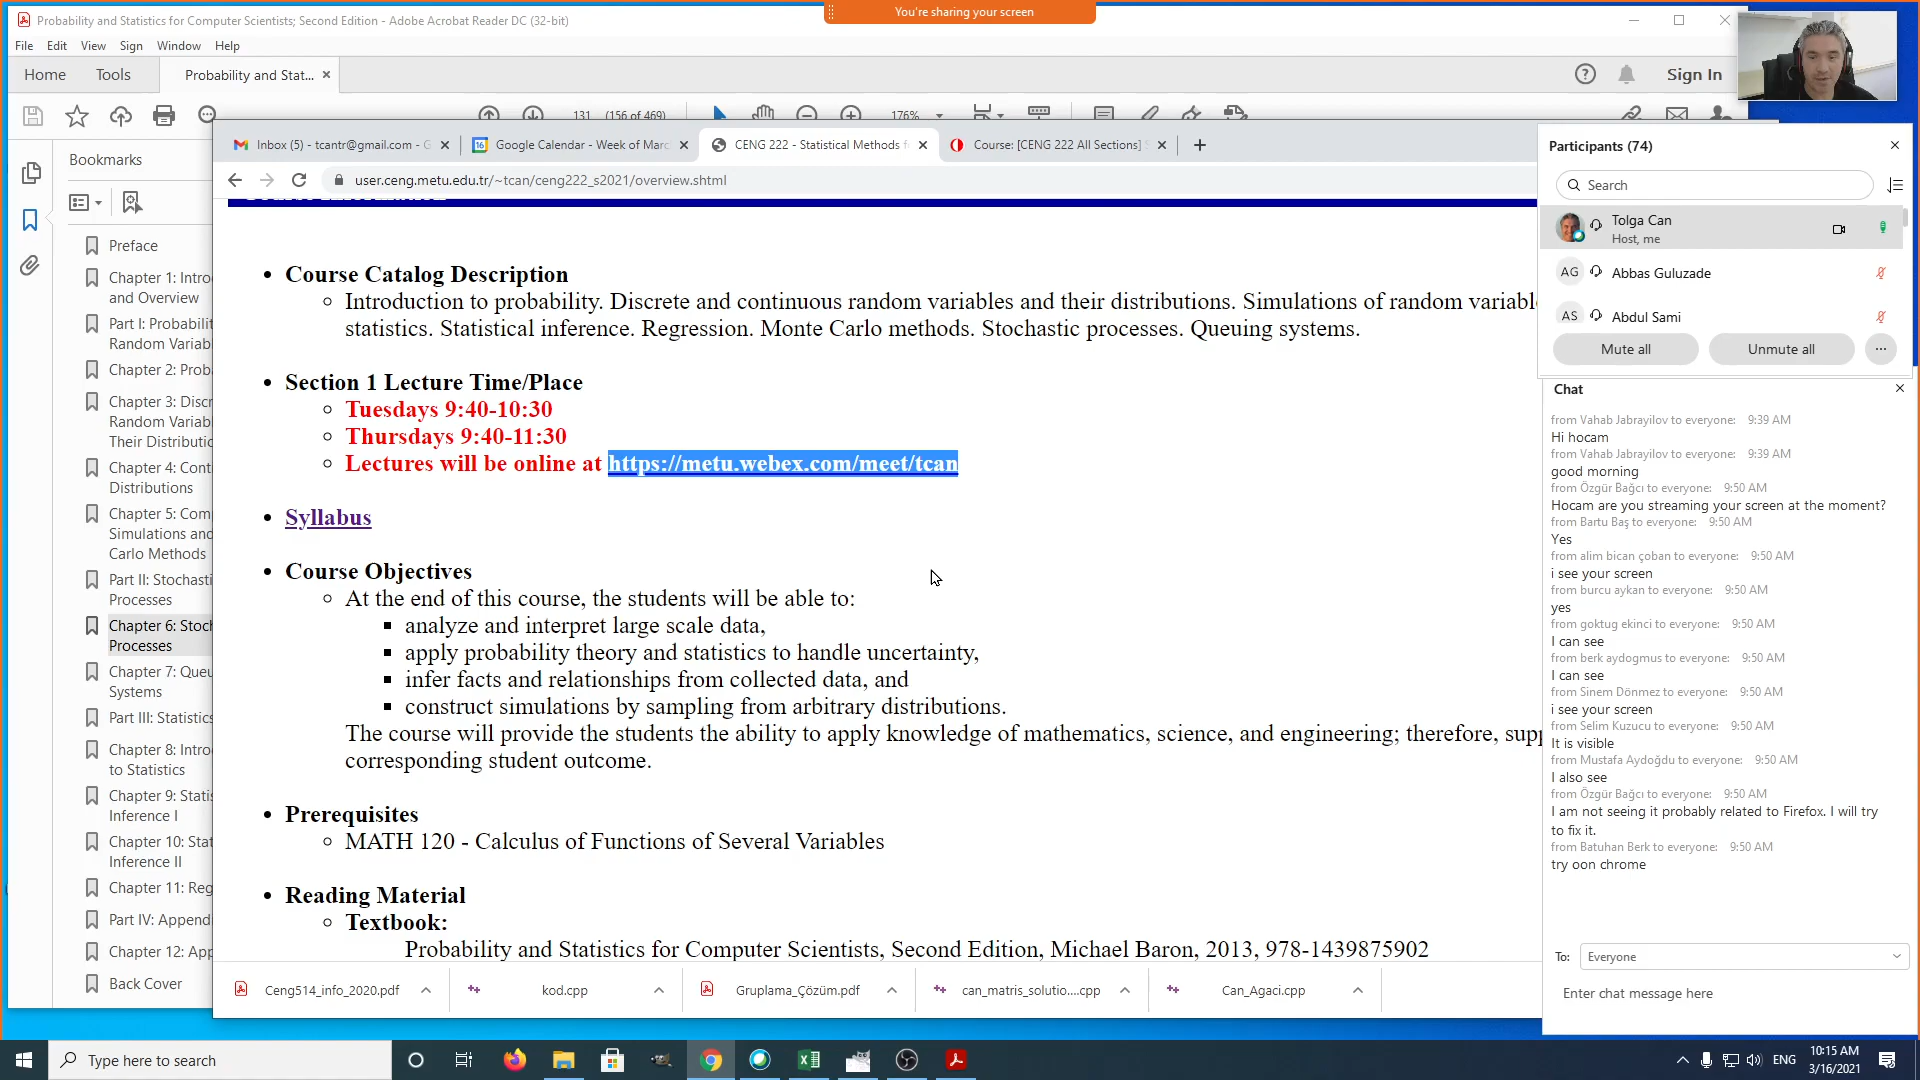 Probability and Statistics for Computer Scientists; Second Edition - Adobe Acrobat Reader DC (32-bit)
You're sharing your screen
File Edit View Sign Window Help
Home Tools Probability and Stat... Sign In
131 (156 of 469) 176%
Bookmarks
Preface
Chapter 1: Intro
and Overview
Part I: Probabilit
Random Variab
Chapter 2: Prob
Chapter 3: Discr
Random Variab
Their Distributic
Chapter 4: Cont
Distributions
Chapter 5: Com
Simulations and
Carlo Methods
Part II: Stochasti
Processes
Chapter 6: Stoch
Processes
Chapter 7: Queu
Systems
Part III: Statistics
Chapter 8: Intro
to Statistics
Chapter 9: Statis
Inference I
Chapter 10: Stat
Inference II
Chapter 11: Reg
Part IV: Appendi
Chapter 12: App
Back Cover
Inbox (5) - tcantr@gmail.com - G
Google Calendar - Week of Marc
CENG 222 - Statistical Methods f
Course: [CENG 222 All Sections]
user.ceng.metu.edu.tr/~tcan/ceng222_s2021/overview.shtml
Course Catalog Description
Introduction to probability. Discrete and continuous random variables and their distributions. Simulations of random variabl
statistics. Statistical inference. Regression. Monte Carlo methods. Stochastic processes. Queuing systems.
Section 1 Lecture Time/Place
Tuesdays 9:40-10:30
Thursdays 9:40-11:30
Lectures will be online at https://metu.webex.com/meet/tcan
Syllabus
Course Objectives
At the end of this course, the students will be able to:
analyze and interpret large scale data,
apply probability theory and statistics to handle uncertainty,
infer facts and relationships from collected data, and
construct simulations by sampling from arbitrary distributions.
The course will provide the students the ability to apply knowledge of mathematics, science, and engineering; therefore, supp
corresponding student outcome.
Prerequisites
MATH 120 - Calculus of Functions of Several Variables
Reading Material
Textbook:
Probability and Statistics for Computer Scientists, Second Edition, Michael Baron, 2013, 978-1439875902
Ceng514_info_2020.pdf
kod.cpp
Gruplama_Çözüm.pdf
can_matris_solutio....cpp
Can_Agaci.cpp
Participants (74)
Search
Tolga Can
Host, me
AG Abbas Guluzade
AS Abdul Sami
Mute all Unmute all
Chat
from Vahab Jabrayilov to everyone: 9:39 AM
Hi hocam
from Vahab Jabrayilov to everyone: 9:39 AM
good morning
from Özgür Bağcı to everyone: 9:50 AM
Hocam are you streaming your screen at the moment?
from Bartu Baş to everyone: 9:50 AM
Yes
from alim bican çoban to everyone: 9:50 AM
i see your screen
from burcu aykan to everyone: 9:50 AM
yes
from goktug ekinci to everyone: 9:50 AM
I can see
from berk aydogmus to everyone: 9:50 AM
I can see
from Sinem Dönmez to everyone: 9:50 AM
i see your screen
from Selim Kuzucu to everyone: 9:50 AM
It is visible
from Mustafa Aydoğdu to everyone: 9:50 AM
I also see
from Özgür Bağcı to everyone: 9:50 AM
I am not seeing it probably related to Firefox. I will try
to fix it.
from Batuhan Berk to everyone: 9:50 AM
try oon chrome
To: Everyone
Enter chat message here
Type here to search
ENG
10:15 AM
3/16/2021